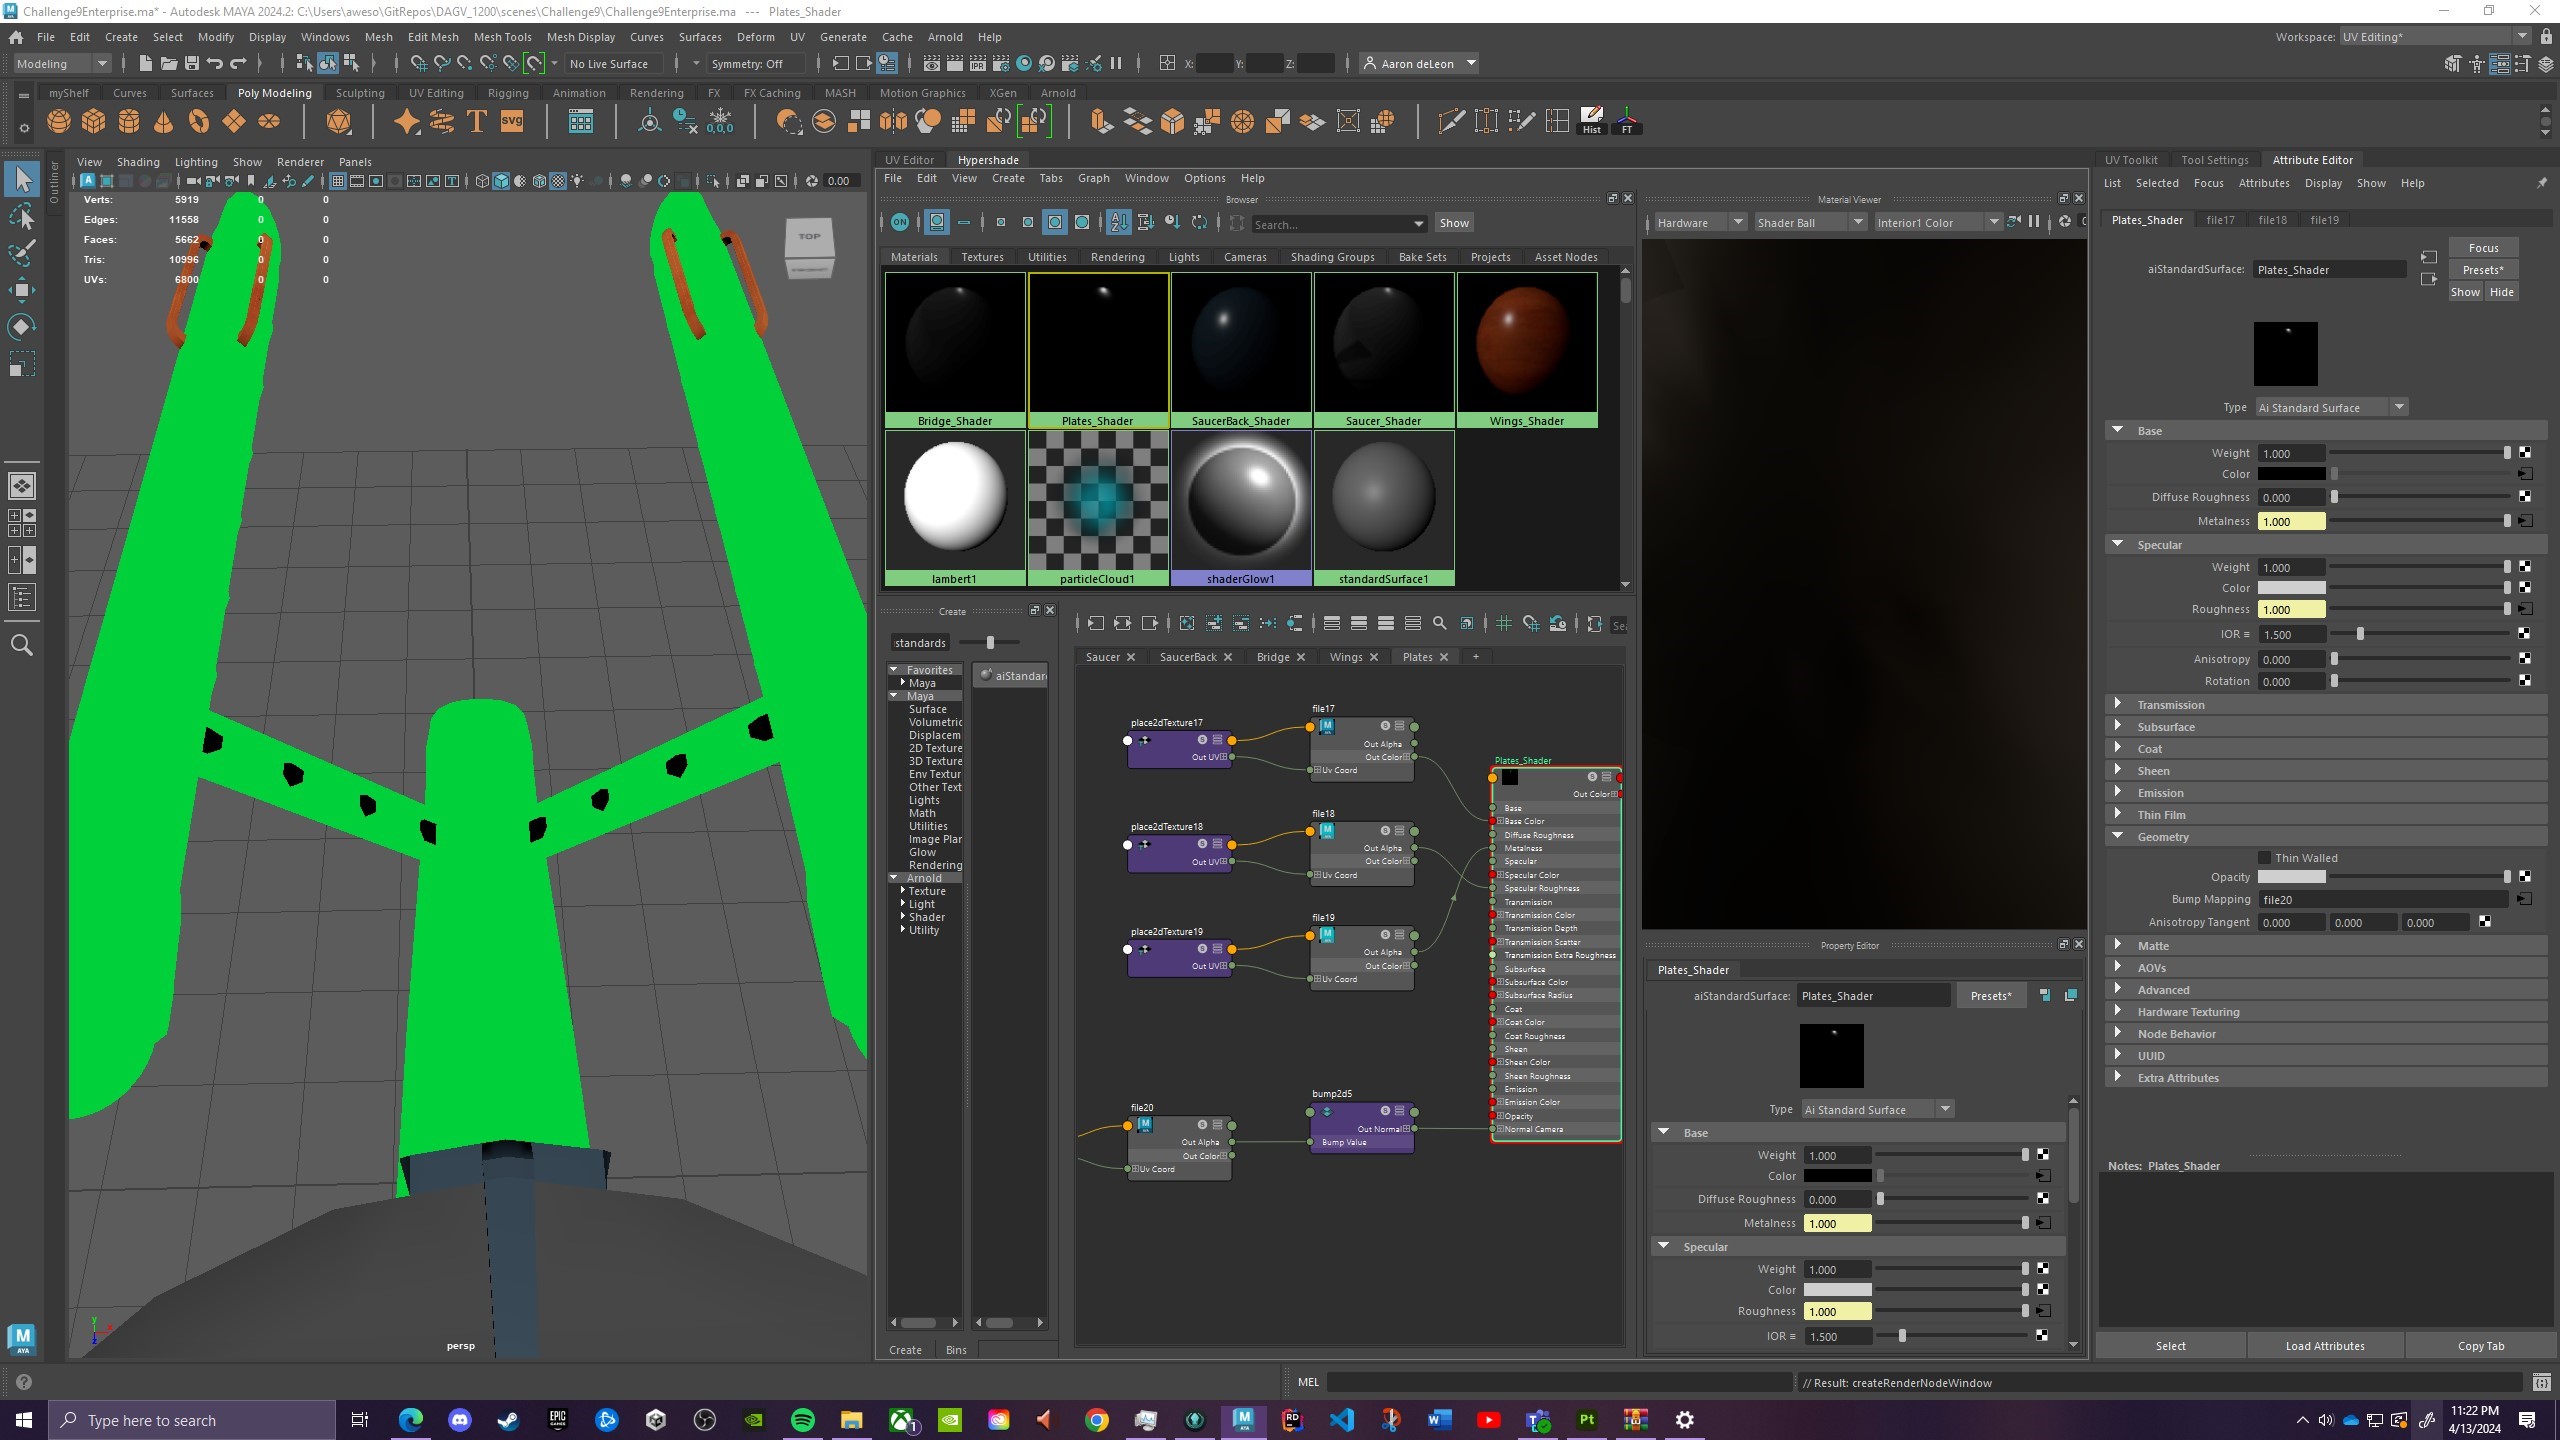 Challenge9Enterprise.ma* - Autodesk MAYA 2024.2: C:\Users\aweso\GitRepos\DAGV_1200\scenes\Challenge9\Challenge9Enterprise.ma --- Plates_Shader
File Edit Create Select Modify Display Windows Mesh Edit Mesh Mesh Tools Mesh Display Curves Surfaces Deform UV Generate Cache Arnold Help
Workspace: UV Editing*
Modeling No Live Surface Symmetry: Off X: Y: Z: Aaron deLeon
myShelf Curves Surfaces Poly Modeling Sculpting UV Editing Rigging Animation Rendering FX FX Caching MASH Motion Graphics XGen Arnold
T SVG 0,0,0 Hist FT
Outliner
View Shading Lighting Show Renderer Panels
0.00
Verts: 5919 0 0
Edges: 11558 0 0
Faces: 5662 0 0
Tris: 10996 0 0
UVs: 6800 0 0
TOP
persp
UV Editor Hypershade
File Edit View Create Tabs Graph Window Options Help
Browser
ON Search... Show
Materials Textures Utilities Rendering Lights Cameras Shading Groups Bake Sets Projects Asset Nodes
Bridge_Shader Plates_Shader SaucerBack_Shader Saucer_Shader Wings_Shader
lambert1 particleCloud1 shaderGlow1 standardSurface1
Create
standards
Favorites
Maya
Maya
Surface
Volumetric
Displacem
2D Texture
3D Texture
Env Textur
Other Text
Lights
Math
Utilities
Image Plar
Glow
Rendering
Arnold
Texture
Light
Shader
Utility
aiStandar
Create Bins
Saucer SaucerBack Bridge Wings Plates +
place2dTexture17
Out UV
file17
Out Alpha
Out Color
Uv Coord
place2dTexture18
Out UV
file18
Out Alpha
Out Color
Uv Coord
place2dTexture19
Out UV
file19
Out Alpha
Out Color
Uv Coord
file20
Out Alpha
Out Color
Uv Coord
bump2d5
Out Normal
Bump Value
Plates_Shader
Out Color
Base
Base Color
Diffuse Roughness
Metalness
Specular
Specular Color
Specular Roughness
Transmission
Transmission Color
Transmission Depth
Transmission Scatter
Transmission Extra Roughness
Subsurface
Subsurface Color
Subsurface Radius
Coat
Coat Color
Coat Roughness
Sheen
Sheen Color
Sheen Roughness
Emission
Emission Color
Opacity
Normal Camera
Material Viewer
Hardware Shader Ball Interior1 Color
Property Editor
Plates_Shader
aiStandardSurface: Plates_Shader Presets*
Type Ai Standard Surface
Base
Weight 1.000
Color
Diffuse Roughness 0.000
Metalness 1.000
Specular
Weight 1.000
Color
Roughness 1.000
IOR 1.500
UV Toolkit Tool Settings Attribute Editor
List Selected Focus Attributes Display Show Help
Plates_Shader file17 file18 file19
Focus
aiStandardSurface: Plates_Shader Presets*
Show Hide
Type Ai Standard Surface
Base
Weight 1.000
Color
Diffuse Roughness 0.000
Metalness 1.000
Specular
Weight 1.000
Color
Roughness 1.000
IOR 1.500
Anisotropy 0.000
Rotation 0.000
Transmission
Subsurface
Coat
Sheen
Emission
Thin Film
Geometry
Thin Walled
Opacity
Bump Mapping file20
Anisotropy Tangent 0.000 0.000 0.000
Matte
AOVs
Advanced
Hardware Texturing
Node Behavior
UUID
Extra Attributes
Notes: Plates_Shader
Select Load Attributes Copy Tab
MEL // Result: createRenderNodeWindow
Type here to search
11:22 PM
4/13/2024